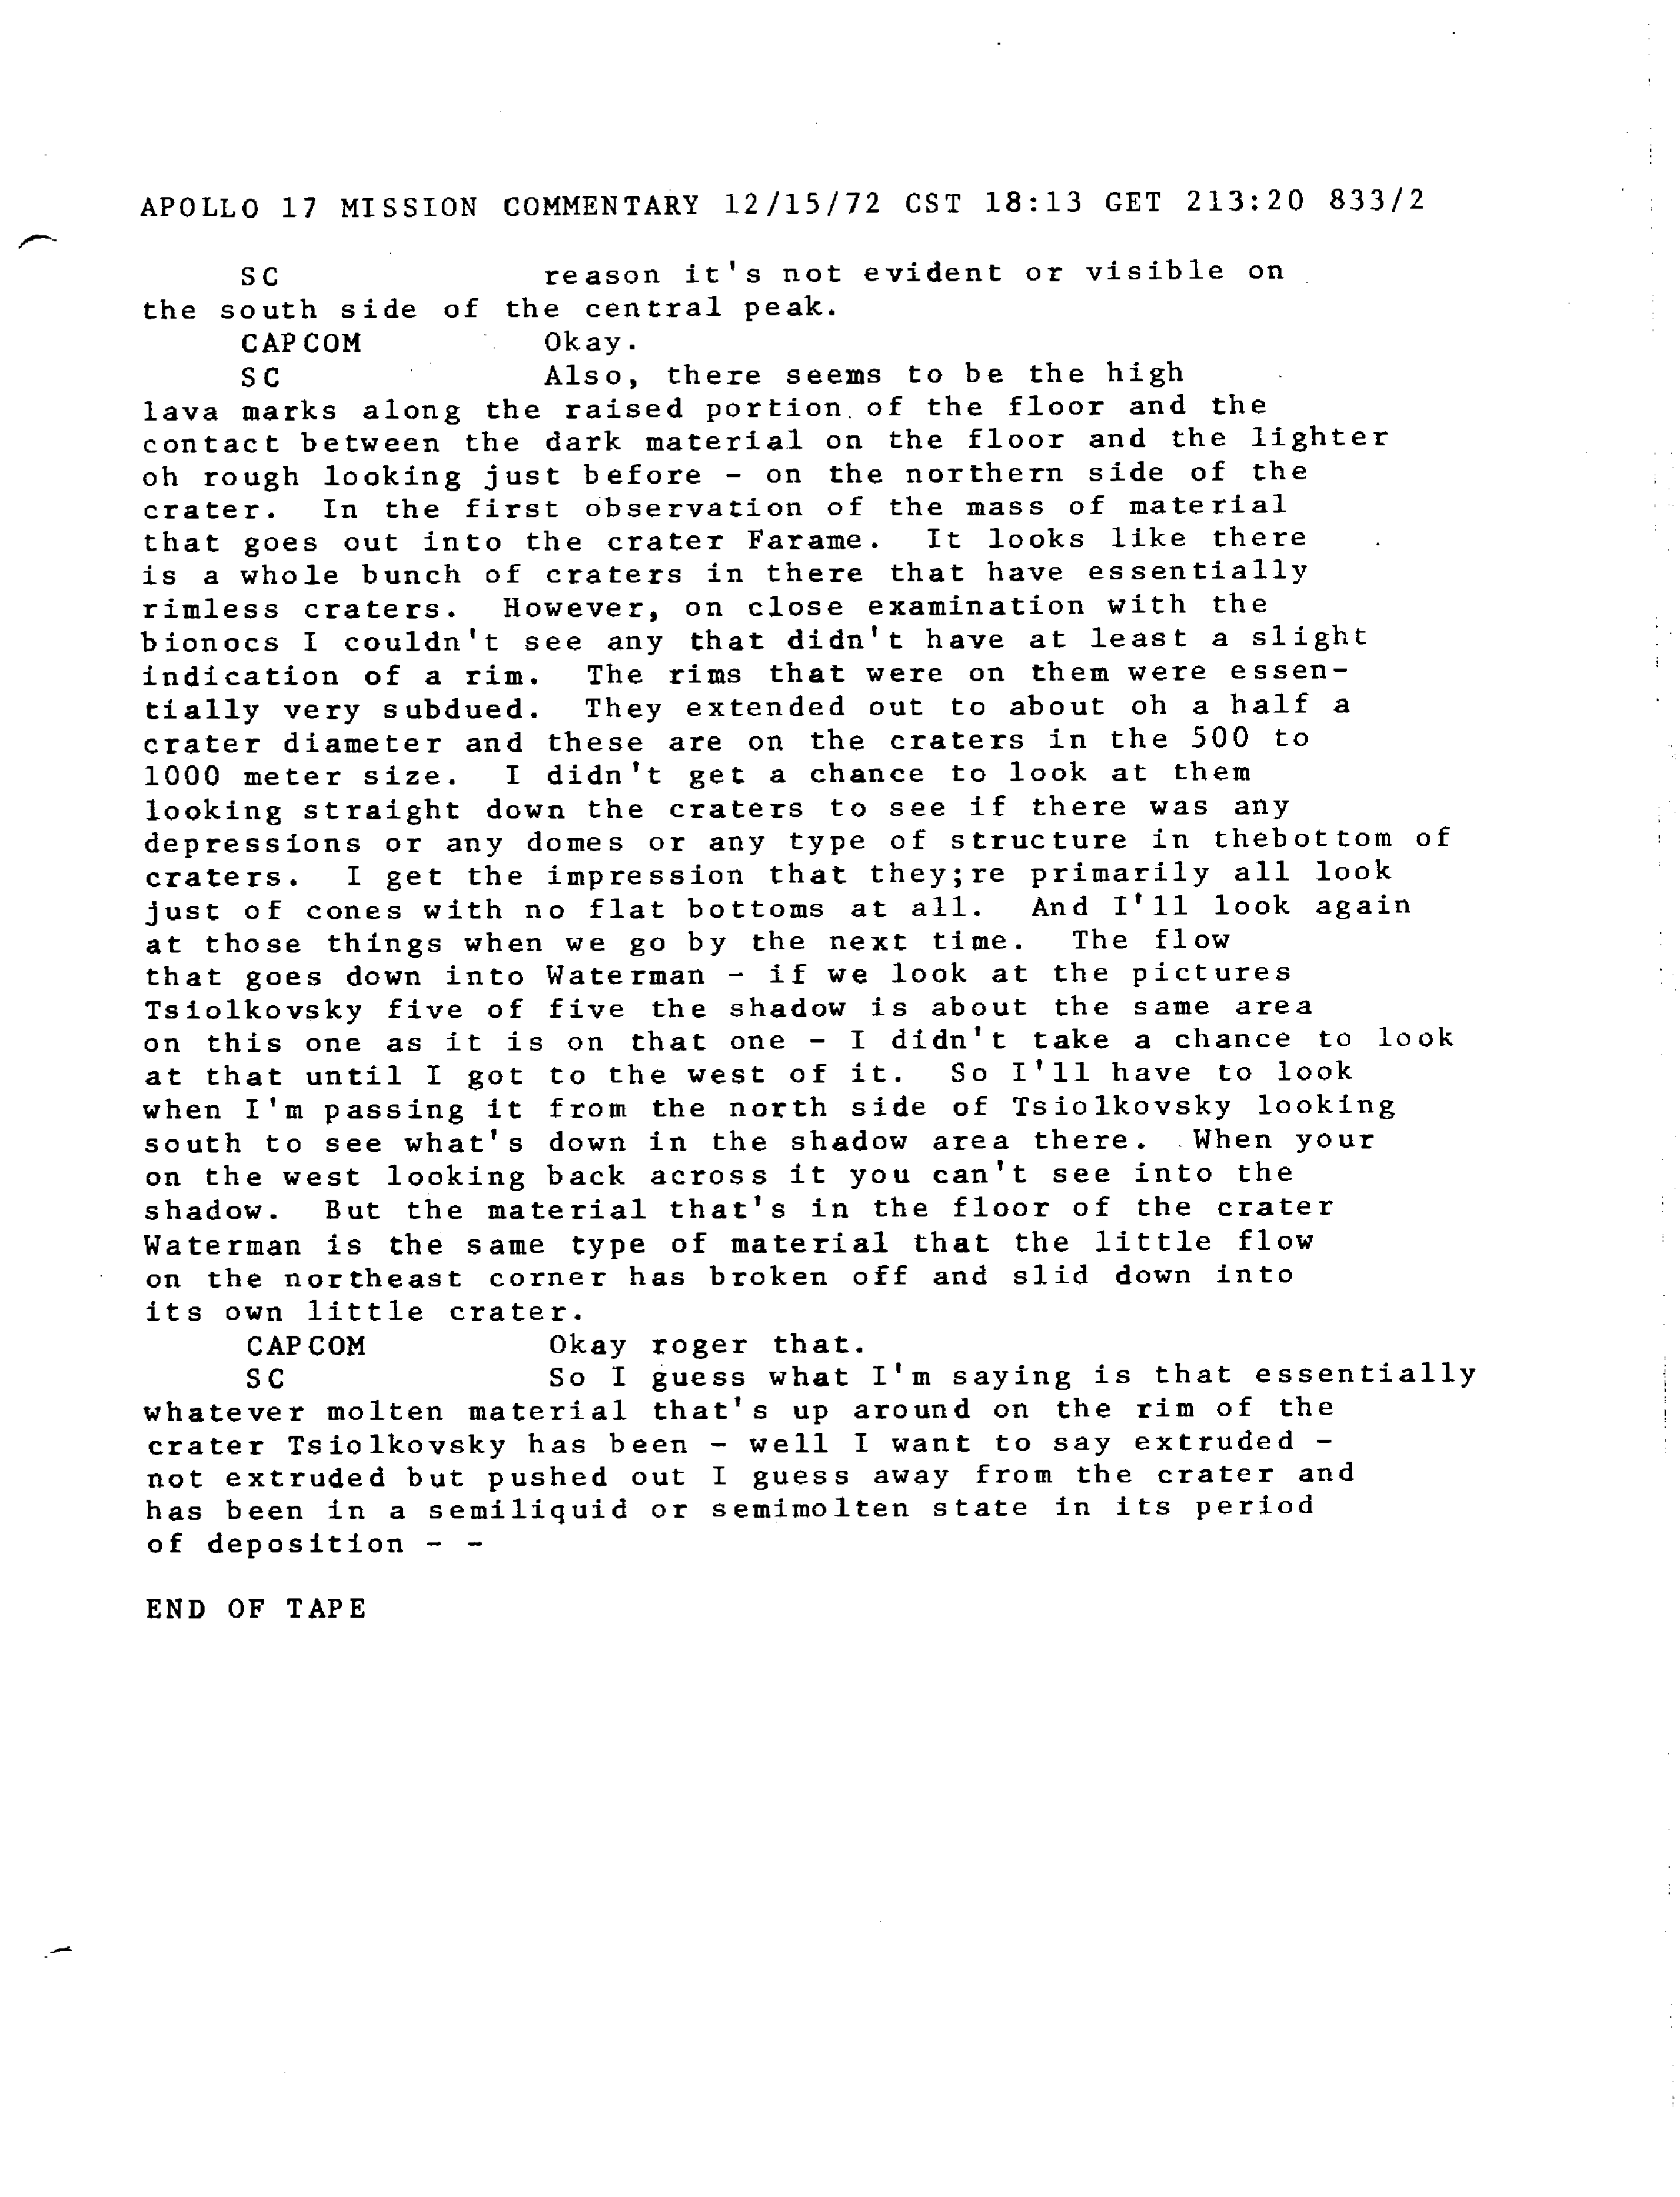 APOLLO 17 MISSION COMMENTARY 12/15/72 CST 18:13 GET 213:20 833/2
SC reason it's not evident or visible on
the south side of the central peak.
CAPCOM Okay.
SC Also, there seems to be the high
lava marks along the raised portion of the floor and the
contact between the dark material on the floor and the lighter
oh rough looking just before - on the northern side of the
crater. In the first observation of the mass of material
that goes out into the crater Farame. It looks like there
is a whole bunch of craters in there that have essentially
rimless craters. However, on close examination with the
bionocs I couldn't see any that didn't have at least a slight
indication of a rim. The rims that were on them were essen-
tially very subdued. They extended out to about oh a half a
crater diameter and these are on the craters in the 500 to
1000 meter size. I didn't get a chance to look at them
looking straight down the craters to see if there was any
depressions or any domes or any type of structure in thebottom of
craters. I get the impression that they;re primarily all look
just of cones with no flat bottoms at all. And I'll look again
at those things when we go by the next time. The flow
that goes down into Waterman - if we look at the pictures
Tsiolkovsky five of five the shadow is about the same area
on this one as it is on that one - I didn't take a chance to look
at that until I got to the west of it. So I'll have to look
when I'm passing it from the north side of Tsiolkovsky looking
south to see what's down in the shadow area there. When your
on the west looking back across it you can't see into the
shadow. But the material that's in the floor of the crater
Waterman is the same type of material that the little flow
on the northeast corner has broken off and slid down into
its own little crater.
CAPCOM Okay roger that.
SC So I guess what I'm saying is that essentially
whatever molten material that's up around on the rim of the
crater Tsiolkovsky has been - well I want to say extruded -
not extruded but pushed out I guess away from the crater and
has been in a semiliquid or semimolten state in its period
of deposition - -
END OF TAPE